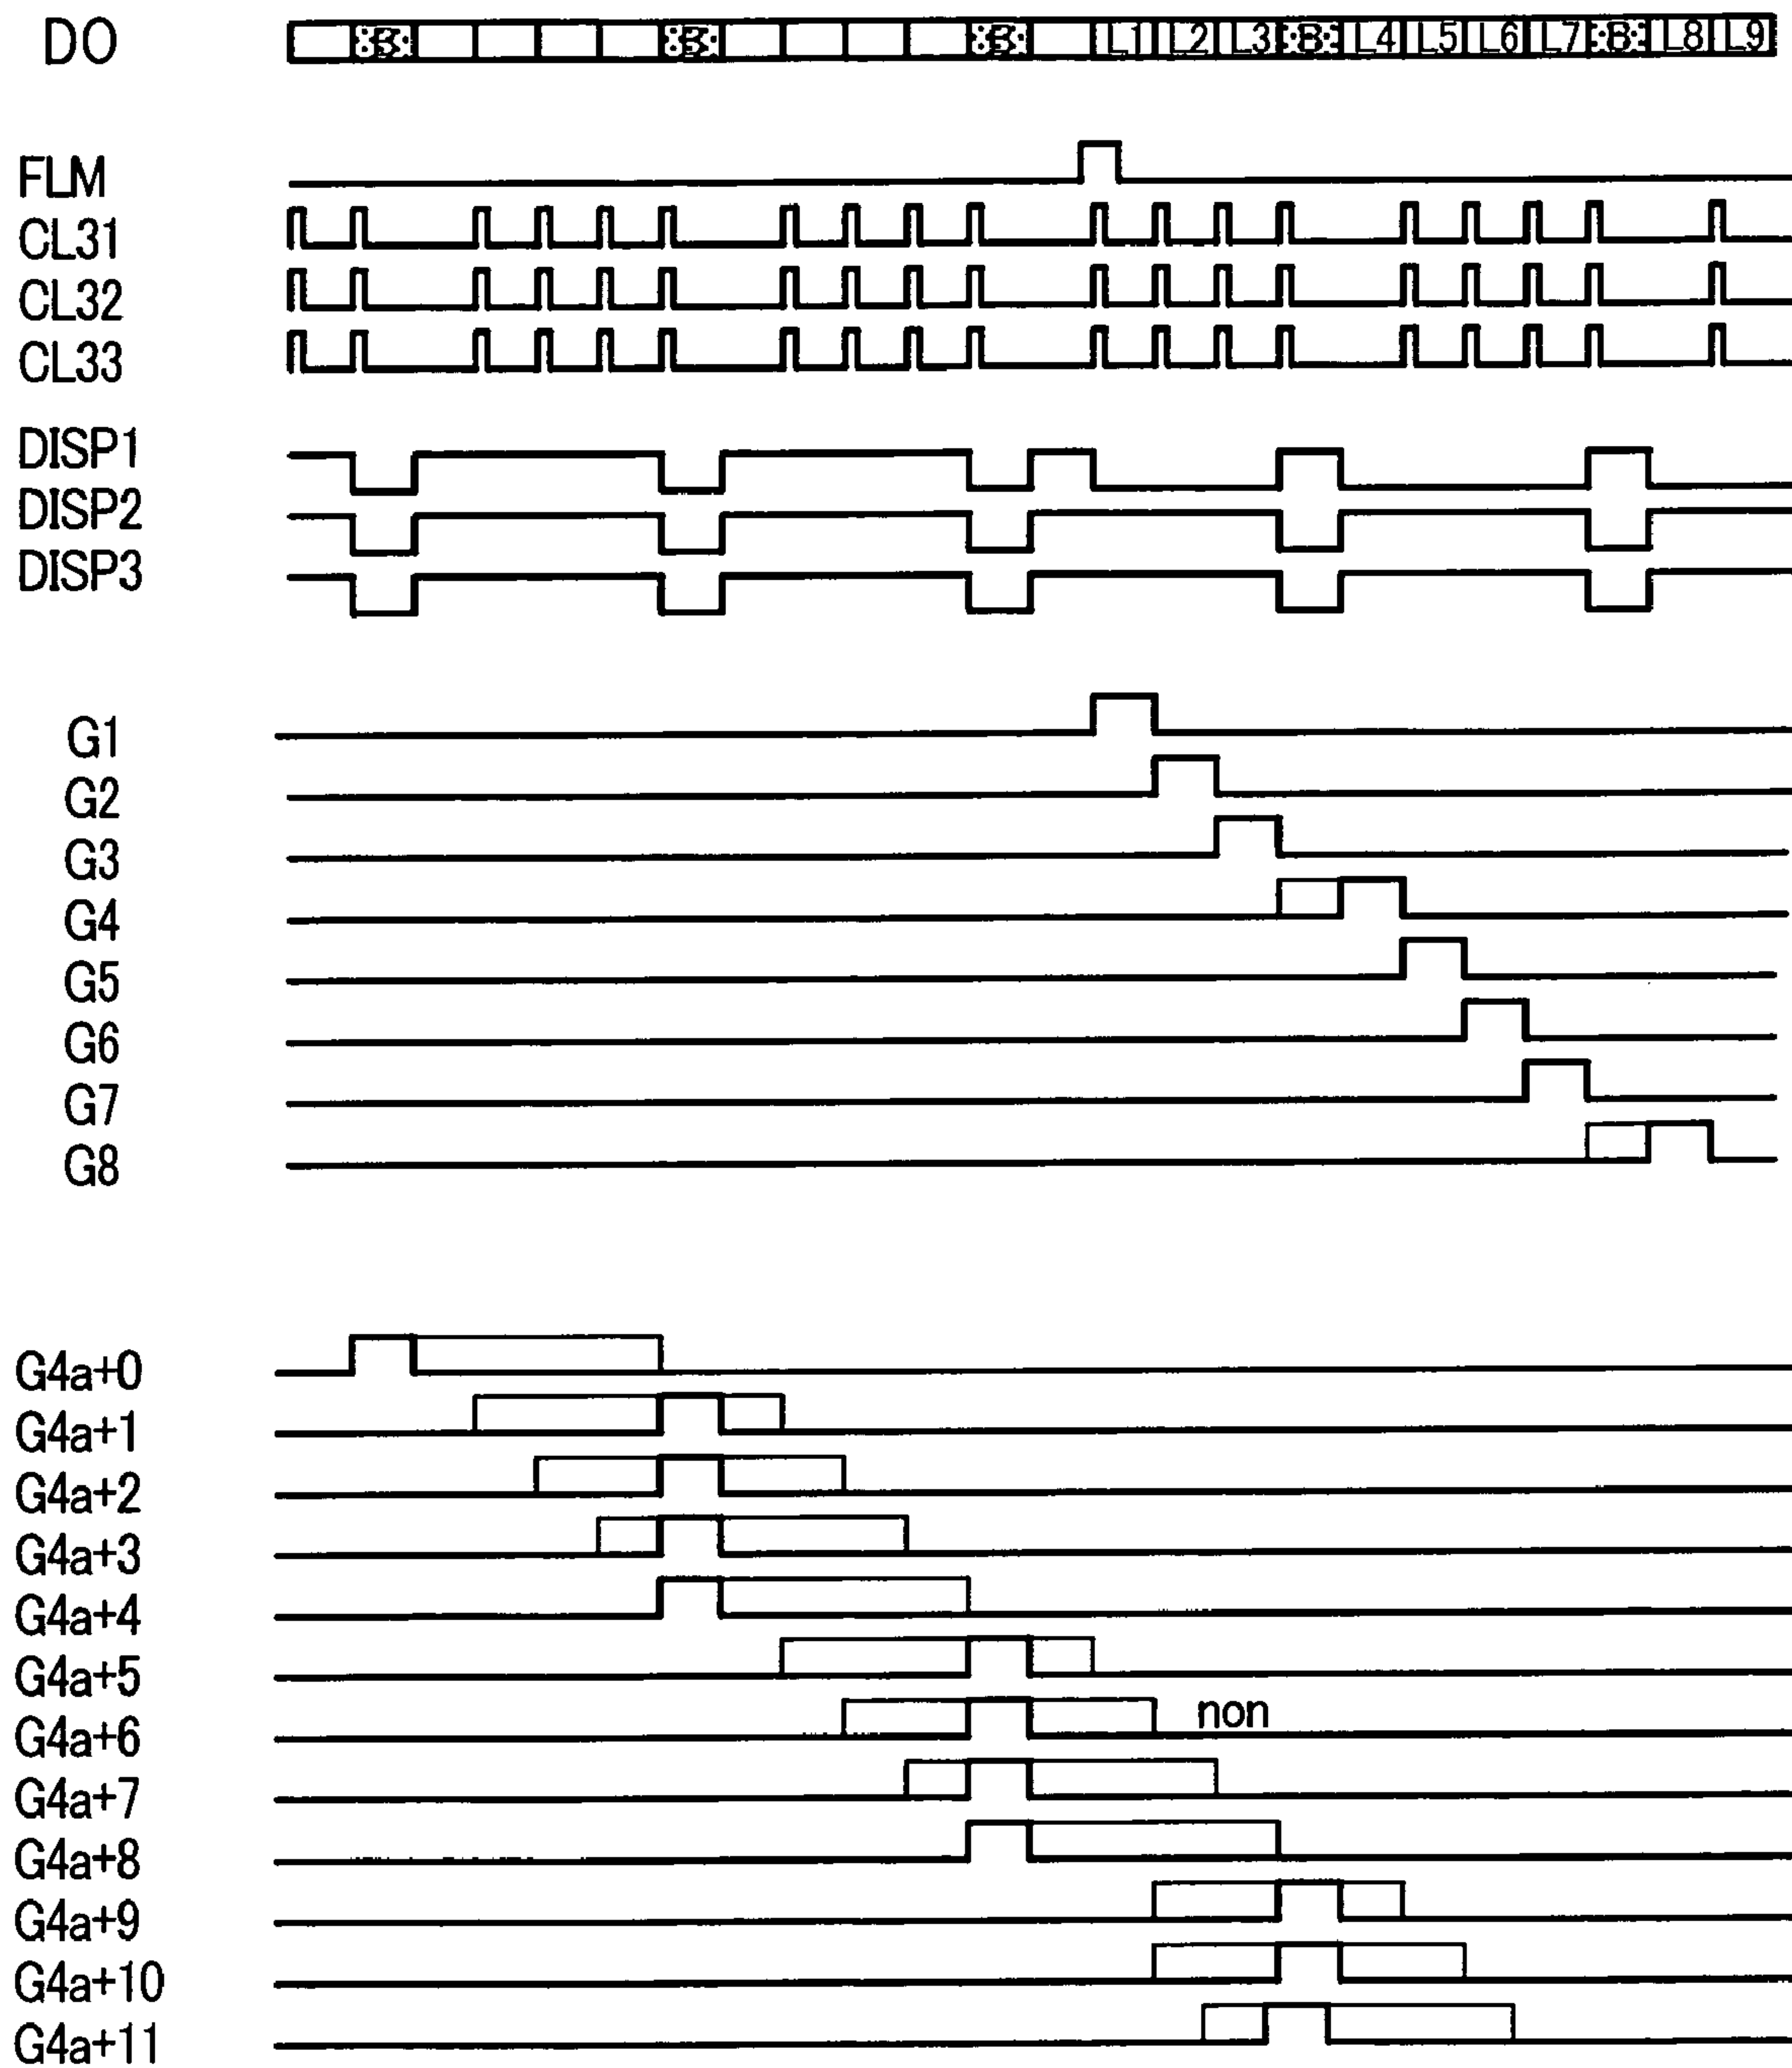 DO B B B L1 L2 L3 B L4 L5 L6 L7 B L8 L9
FLM
CL31
CL32
CL33
DISP1
DISP2
DISP3
G1
G2
G3
G4
G5
G6
G7
G8
G4a+0
G4a+1
G4a+2
G4a+3
G4a+4
G4a+5
G4a+6 non
G4a+7
G4a+8
G4a+9
G4a+10
G4a+11